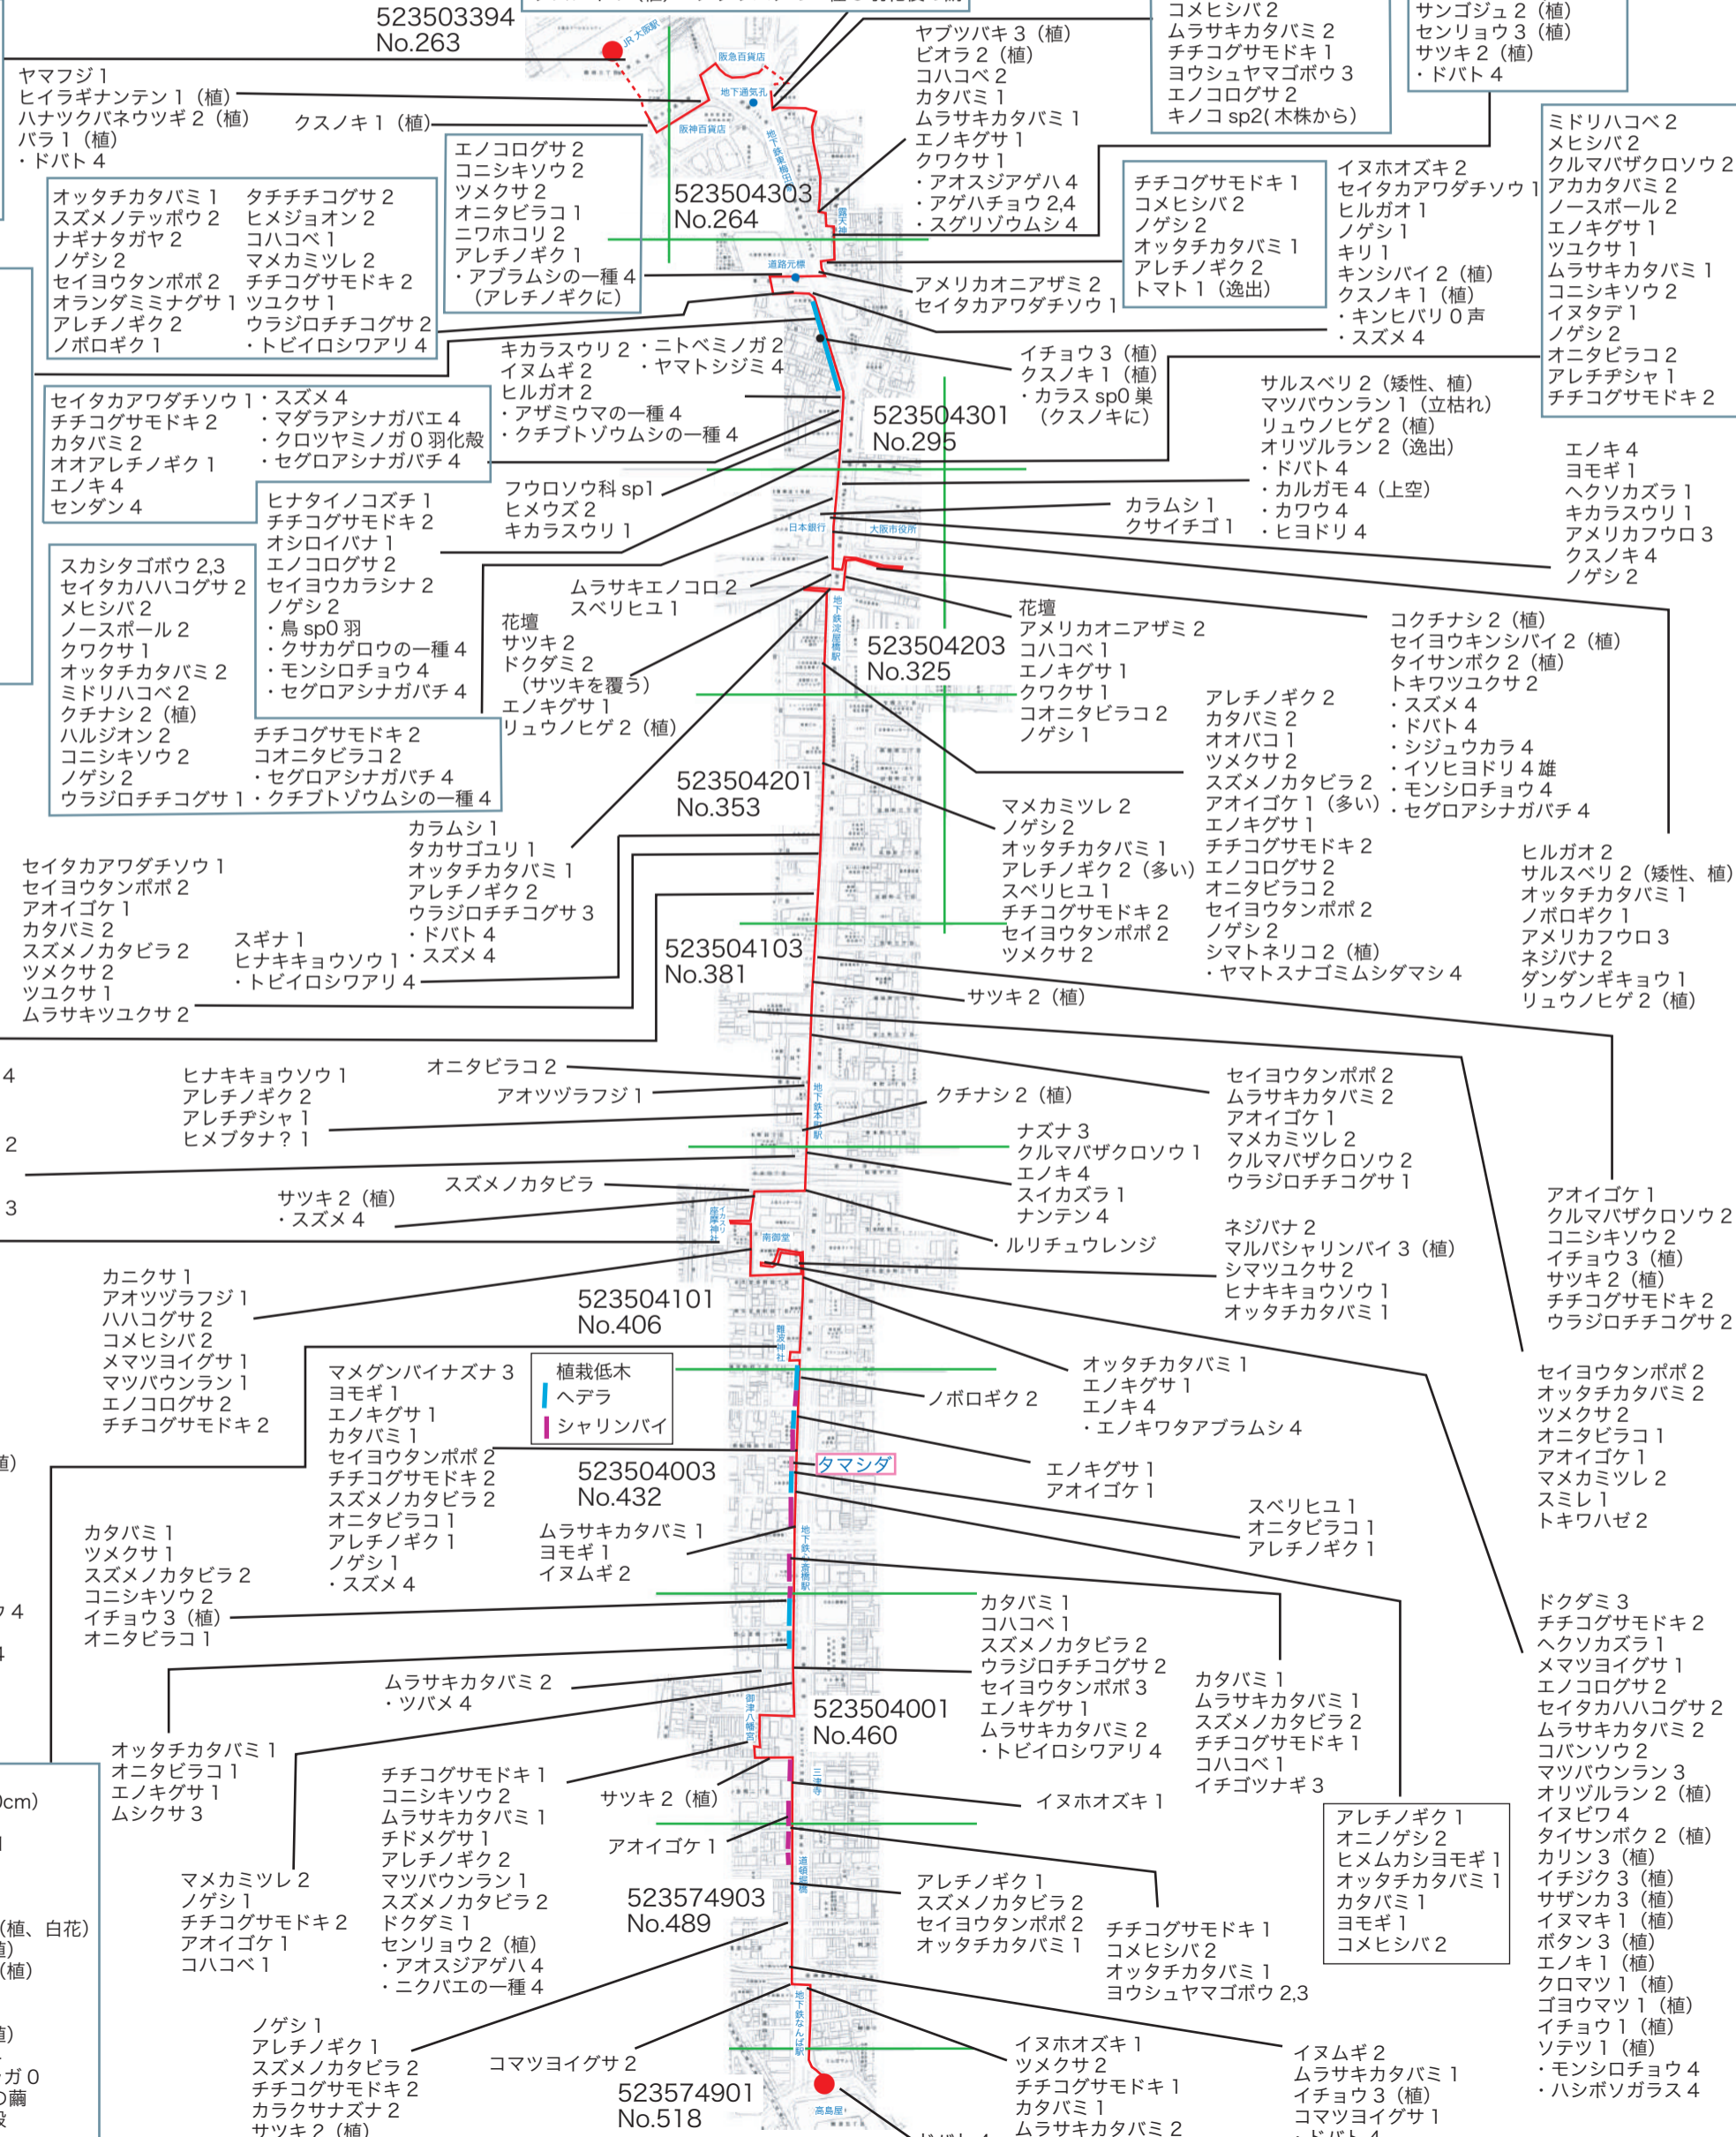 523503394
No.263
ヤマフジ 1
ヒイラギナンテン 1（植）
ハナツクバネウツギ 2（植）
バラ 1（植）
・ドバト 4
クスノキ 1（植）
JR 大阪駅
阪急百貨店
地下通気孔
阪神百貨店
地下鉄東梅田駅
ヤブツバキ 3（植）
ビオラ 2（植）
コハコベ 2
カタバミ 1
ムラサキカタバミ 1
エノキグサ 1
クワクサ 1
・アオスジアゲハ 4
・アゲハチョウ 2,4
・スグリゾウムシ 4
コメヒシバ 2
ムラサキカタバミ 2
チチコグサモドキ 1
ヨウシュヤマゴボウ 3
エノコログサ 2
キノコ sp2( 木株から）
サンゴジュ 2（植）
センリョウ 3（植）
サツキ 2（植）
・ドバト 4
ミドリハコベ 2
メヒシバ 2
クルマバザクロソウ 2
アカカタバミ 2
ノースポール 2
エノキグサ 1
ツユクサ 1
ムラサキカタバミ 1
コニシキソウ 2
イヌタデ 1
ノゲシ 2
オニタビラコ 2
アレチヂシャ 1
チチコグサモドキ 2
オッタチカタバミ 1
スズメノテッポウ 2
ナギナタガヤ 2
ノゲシ 2
セイヨウタンポポ 2
オランダミミナグサ 1
アレチノギク 2
ノボロギク 1
タチチチコグサ 2
ヒメジョオン 2
コハコベ 1
マメカミツレ 2
チチコグサモドキ 2
ツユクサ 1
ウラジロチチコグサ 2
・トビイロシワアリ 4
エノコログサ 2
コニシキソウ 2
ツメクサ 2
オニタビラコ 1
ニワホコリ 2
アレチノギク 1
・アブラムシの一種 4
（アレチノギクに）
523504303
No.264
露天神
道路元標
チチコグサモドキ 1
コメヒシバ 2
ノゲシ 2
オッタチカタバミ 1
アレチノギク 2
トマト 1（逸出）
イヌホオズキ 2
セイタカアワダチソウ 1
ヒルガオ 1
ノゲシ 1
キリ 1
キンシバイ 2（植）
クスノキ 1（植）
・キンヒバリ 0 声
・スズメ 4
アメリカオニアザミ 2
セイタカアワダチソウ 1
キカラスウリ 2
イヌムギ 2
ヒルガオ 2
・アザミウマの一種 4
・クチブトゾウムシの一種 4
・ニトベミノガ 2
・ヤマトシジミ 4
イチョウ 3（植）
クスノキ 1（植）
・カラス sp0 巣
（クスノキに）
セイタカアワダチソウ 1
チチコグサモドキ 2
カタバミ 2
オオアレチノギク 1
エノキ 4
センダン 4
・スズメ 4
・マダラアシナガバエ 4
・クロツヤミノガ 0 羽化殻
・セグロアシナガバチ 4
523504301
No.295
サルスベリ 2（矮性、植）
マツバウンラン 1（立枯れ）
リュウノヒゲ 2（植）
オリヅルラン 2（逸出）
・ドバト 4
・カルガモ 4（上空）
・カワウ 4
・ヒヨドリ 4
エノキ 4
ヨモギ 1
ヘクソカズラ 1
キカラスウリ 1
アメリカフウロ 3
クスノキ 4
ノゲシ 2
フウロソウ科 sp1
ヒメウズ 2
キカラスウリ 1
カラムシ 1
クサイチゴ 1
日本銀行
大阪市役所
ヒナタイノコズチ 1
チチコグサモドキ 2
オシロイバナ 1
エノコログサ 2
セイヨウカラシナ 2
ノゲシ 2
・鳥 sp0 羽
・クサカゲロウの一種 4
・モンシロチョウ 4
・セグロアシナガバチ 4
スカシタゴボウ 2,3
セイタカハハコグサ 2
メヒシバ 2
ノースポール 2
クワクサ 1
オッタチカタバミ 2
ミドリハコベ 2
クチナシ 2（植）
ハルジオン 2
コニシキソウ 2
ノゲシ 2
ウラジロチチコグサ 1
チチコグサモドキ 2
コオニタビラコ 2
・セグロアシナガバチ 4
・クチブトゾウムシの一種 4
ムラサキエノコロ 2
スベリヒユ 1
花壇
サツキ 2
ドクダミ 2
（サツキを覆う）
エノキグサ 1
リュウノヒゲ 2（植）
地下鉄淀屋橋駅
523504203
No.325
花壇
アメリカオニアザミ 2
コハコベ 1
エノキグサ 1
クワクサ 1
コオニタビラコ 2
ノゲシ 1
コクチナシ 2（植）
セイヨウキンシバイ 2（植）
タイサンボク 2（植）
トキワツユクサ 2
・スズメ 4
・ドバト 4
・シジュウカラ 4
・イソヒヨドリ 4 雄
・モンシロチョウ 4
・セグロアシナガバチ 4
アレチノギク 2
カタバミ 2
オオバコ 1
ツメクサ 2
スズメノカタビラ 2
アオイゴケ 1（多い）
エノキグサ 1
チチコグサモドキ 2
エノコログサ 2
オニタビラコ 2
セイヨウタンポポ 2
ノゲシ 2
シマトネリコ 2（植）
・ヤマトスナゴミムシダマシ 4
523504201
No.353
マメカミツレ 2
ノゲシ 2
オッタチカタバミ 1
アレチノギク 2（多い）
スベリヒユ 1
チチコグサモドキ 2
セイヨウタンポポ 2
ツメクサ 2
カラムシ 1
タカサゴユリ 1
オッタチカタバミ 1
アレチノギク 2
ウラジロチチコグサ 3
・ドバト 4
・スズメ 4
ヒルガオ 2
サルスベリ 2（矮性、植）
オッタチカタバミ 1
ノボロギク 1
アメリカフウロ 3
ネジバナ 2
ダンダンギキョウ 1
リュウノヒゲ 2（植）
セイタカアワダチソウ 1
セイヨウタンポポ 2
アオイゴケ 1
カタバミ 2
スズメノカタビラ 2
ツメクサ 2
ツユクサ 1
ムラサキツユクサ 2
スギナ 1
ヒナキキョウソウ 1
・トビイロシワアリ 4
523504103
No.381
サツキ 2（植）
4
ヒナキキョウソウ 1
アレチノギク 2
アレチヂシャ 1
ヒメブタナ？ 1
オニタビラコ 2
アオツヅラフジ 1
地下鉄本町駅
クチナシ 2（植）
セイヨウタンポポ 2
ムラサキカタバミ 2
アオイゴケ 1
マメカミツレ 2
クルマバザクロソウ 2
ウラジロチチコグサ 1
2
ナズナ 3
クルマバザクロソウ 1
エノキ 4
スイカズラ 1
ナンテン 4
3
サツキ 2（植）
・スズメ 4
スズメノカタビラ
イカスリ
座摩神社
南御堂
・ルリチュウレンジ
ネジバナ 2
マルバシャリンバイ 3（植）
シマツユクサ 2
ヒナキキョウソウ 1
オッタチカタバミ 1
アオイゴケ 1
クルマバザクロソウ 2
コニシキソウ 2
イチョウ 3（植）
サツキ 2（植）
チチコグサモドキ 2
ウラジロチチコグサ 2
カニクサ 1
アオツヅラフジ 1
ハハコグサ 2
コメヒシバ 2
メマツヨイグサ 1
マツバウンラン 1
エノコログサ 2
チチコグサモドキ 2
523504101
No.406
難波神社
オッタチカタバミ 1
エノキグサ 1
エノキ 4
・エノキワタアブラムシ 4
ノボロギク 2
セイヨウタンポポ 2
オッタチカタバミ 2
ツメクサ 2
オニタビラコ 1
アオイゴケ 1
マメカミツレ 2
スミレ 1
トキワハゼ 2
マメグンバイナズナ 3
ヨモギ 1
エノキグサ 1
カタバミ 1
セイヨウタンポポ 2
チチコグサモドキ 2
スズメノカタビラ 2
オニタビラコ 1
アレチノギク 1
ノゲシ 1
・スズメ 4
植栽低木
ヘデラ
シャリンバイ
523504003
No.432
タマシダ
エノキグサ 1
アオイゴケ 1
スベリヒユ 1
オニタビラコ 1
アレチノギク 1
カタバミ 1
ツメクサ 1
スズメノカタビラ 2
コニシキソウ 2
イチョウ 3（植）
オニタビラコ 1
ムラサキカタバミ 1
ヨモギ 1
イヌムギ 2
地下鉄心斎橋駅
カタバミ 1
コハコベ 1
スズメノカタビラ 2
ウラジロチチコグサ 2
セイヨウタンポポ 3
エノキグサ 1
ムラサキカタバミ 2
・トビイロシワアリ 4
カタバミ 1
ムラサキカタバミ 1
スズメノカタビラ 2
チチコグサモドキ 1
コハコベ 1
イチゴツナギ 3
ドクダミ 3
チチコグサモドキ 2
ヘクソカズラ 1
メマツヨイグサ 1
エノコログサ 2
セイタカハハコグサ 2
ムラサキカタバミ 2
コバンソウ 2
マツバウンラン 3
オリヅルラン 2（植）
イヌビワ 4
タイサンボク 2（植）
カリン 3（植）
イチジク 3（植）
サザンカ 3（植）
イヌマキ 1（植）
ボタン 3（植）
エノキ 1（植）
クロマツ 1（植）
ゴヨウマツ 1（植）
イチョウ 1（植）
ソテツ 1（植）
・モンシロチョウ 4
・ハシボソガラス 4
ムラサキカタバミ 2
・ツバメ 4
御津八幡宮
523504001
No.460
オッタチカタバミ 1
オニタビラコ 1
エノキグサ 1
ムシクサ 3
チチコグサモドキ 1
コニシキソウ 2
ムラサキカタバミ 1
チドメグサ 1
アレチノギク 2
マツバウンラン 1
スズメノカタビラ 2
ドクダミ 1
センリョウ 2（植）
・アオスジアゲハ 4
・ニクバエの一種 4
サツキ 2（植）
三津寺
イヌホオズキ 1
アオイゴケ 1
アレチノギク 1
オニノゲシ 2
ヒメムカシヨモギ 1
オッタチカタバミ 1
カタバミ 1
ヨモギ 1
コメヒシバ 2
マメカミツレ 2
ノゲシ 1
チチコグサモドキ 2
アオイゴケ 1
コハコベ 1
道頓堀橋
523574903
No.489
アレチノギク 1
スズメノカタビラ 2
セイヨウタンポポ 2
オッタチカタバミ 1
チチコグサモドキ 1
コメヒシバ 2
オッタチカタバミ 1
ヨウシュヤマゴボウ 2,3
ノゲシ 1
アレチノギク 1
スズメノカタビラ 2
チチコグサモドキ 2
カラクサナズナ 2
サツキ 2（植）
コマツヨイグサ 2
地下鉄なんば駅
523574901
No.518
高島屋
イヌホオズキ 1
ツメクサ 2
チチコグサモドキ 1
カタバミ 1
ムラサキカタバミ 2
イヌムギ 2
ムラサキカタバミ 1
イチョウ 3（植）
コマツヨイグサ 1
（植、白花）